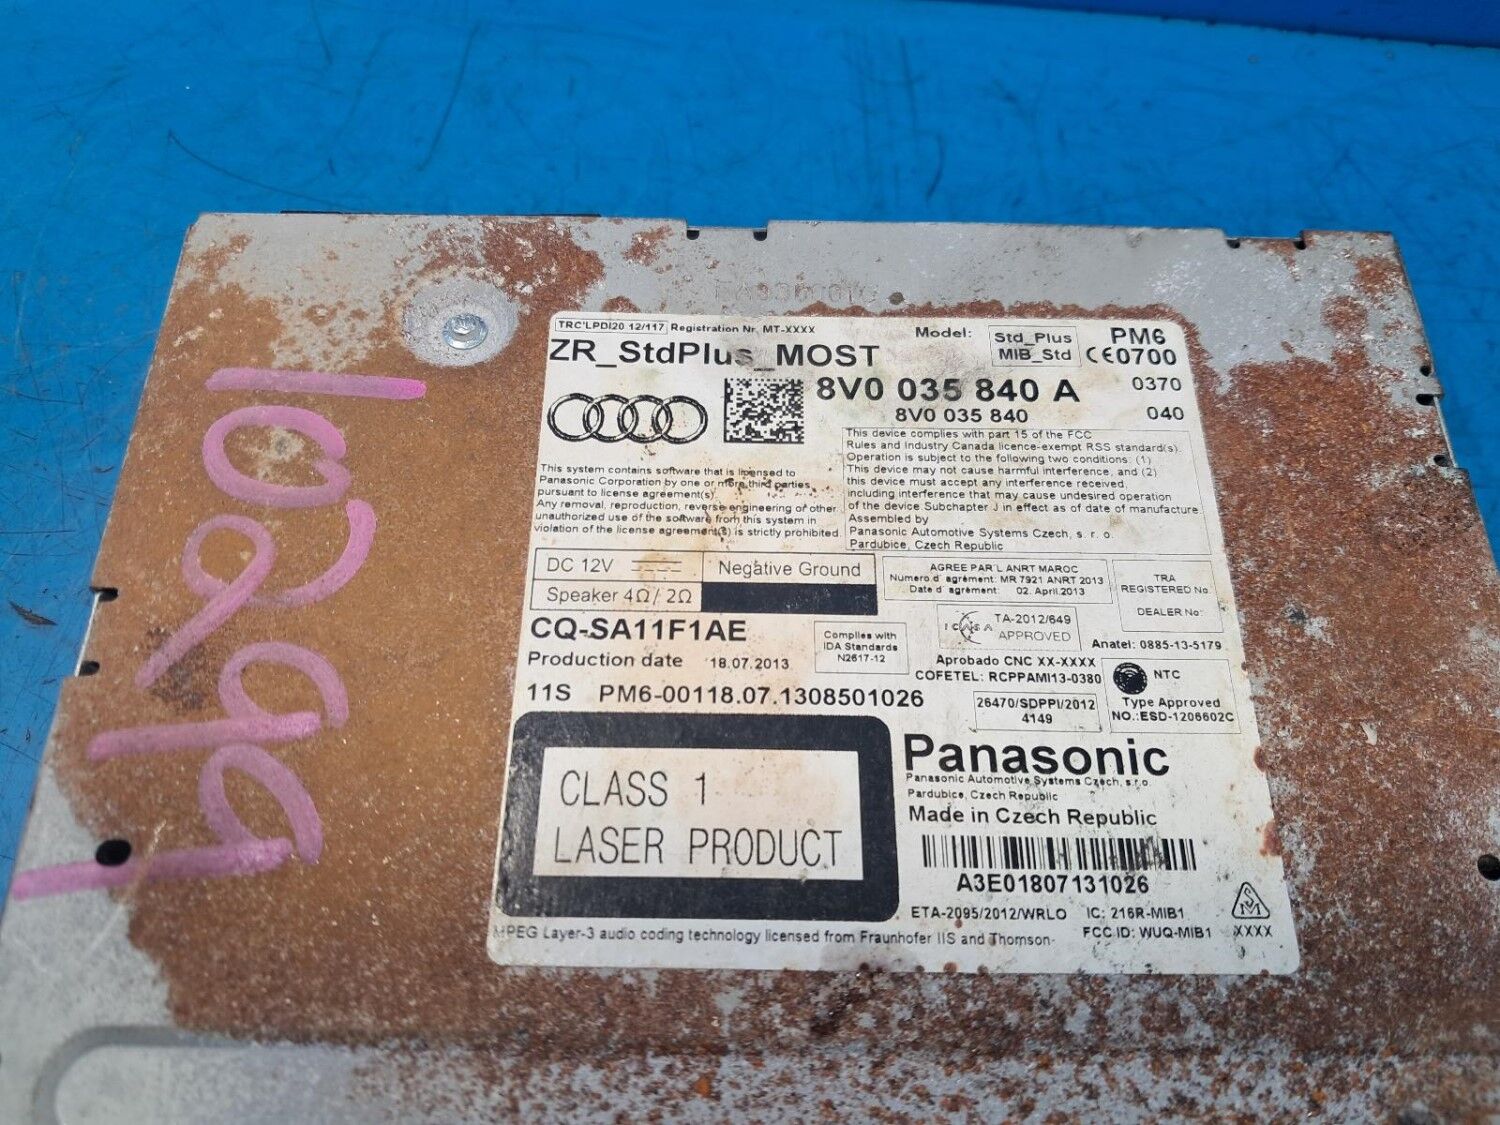 10299
TRC'LPDI20 12/117 Registration Nr. MT-XXXX
Model: Std_Plus MIB_Std
PM6
CE0700
ZR_StdPlus_MOST
8V0 035 840 A 0370
8V0 035 840 040
This system contains software that is licensed to
Panasonic Corporation by one or more third parties
pursuant to license agreement(s).
Any removal, reproduction, reverse engineering or other
unauthorized use of the software from this system in
violation of the license agreement(s) is strictly prohibited.
This device complies with part 15 of the FCC
Rules and Industry Canada licence-exempt RSS standard(s).
Operation is subject to the following two conditions: (1)
This device may not cause harmful interference, and (2)
this device must accept any interference received,
including interference that may cause undesired operation
of the device Subchapter J in effect as of date of manufacture.
Assembled by
Panasonic Automotive Systems Czech, s. r. o.
Pardubice, Czech Republic
DC 12V Negative Ground
Speaker 4Ω/ 2Ω
AGREE PAR L ANRT MAROC
Numero d agrément: MR 7921 ANRT 2013
Date d agrément: 02. April.2013
TRA
REGISTERED No:
DEALER No:
CQ-SA11F1AE
Production date 18.07.2013
Complies with
IDA Standards
N2617-12
ICASA TA-2012/649
APPROVED
Anatel: 0885-13-5179
Aprobado CNC XX-XXXX
COFETEL: RCPPAMI13-0380
NTC
Type Approved
NO.:ESD-1206602C
11S PM6-00118.07.1308501026
26470/SDPPI/2012
4149
CLASS 1
LASER PRODUCT
Panasonic
Panasonic Automotive Systems Czech, s.r.o.
Pardubice, Czech Republic
Made in Czech Republic
A3E01807131026
ETA-2095/2012/WRLO IC: 216R-MIB1
FCC ID: WUQ-MIB1 XXXX
MPEG Layer-3 audio coding technology licensed from Fraunhofer IIS and Thomson.